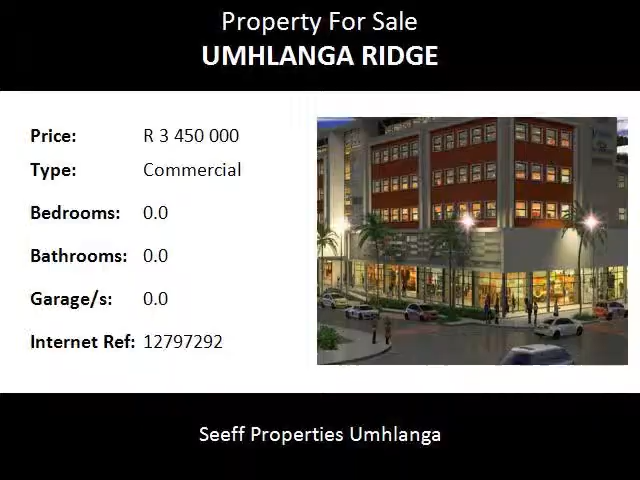 Property For Sale
UMHLANGA RIDGE
Price: R 3 450 000
Type: Commercial
Bedrooms: 0.0
Bathrooms: 0.0
Garage/s: 0.0
Internet Ref: 12797292
Seeff Properties Umhlanga